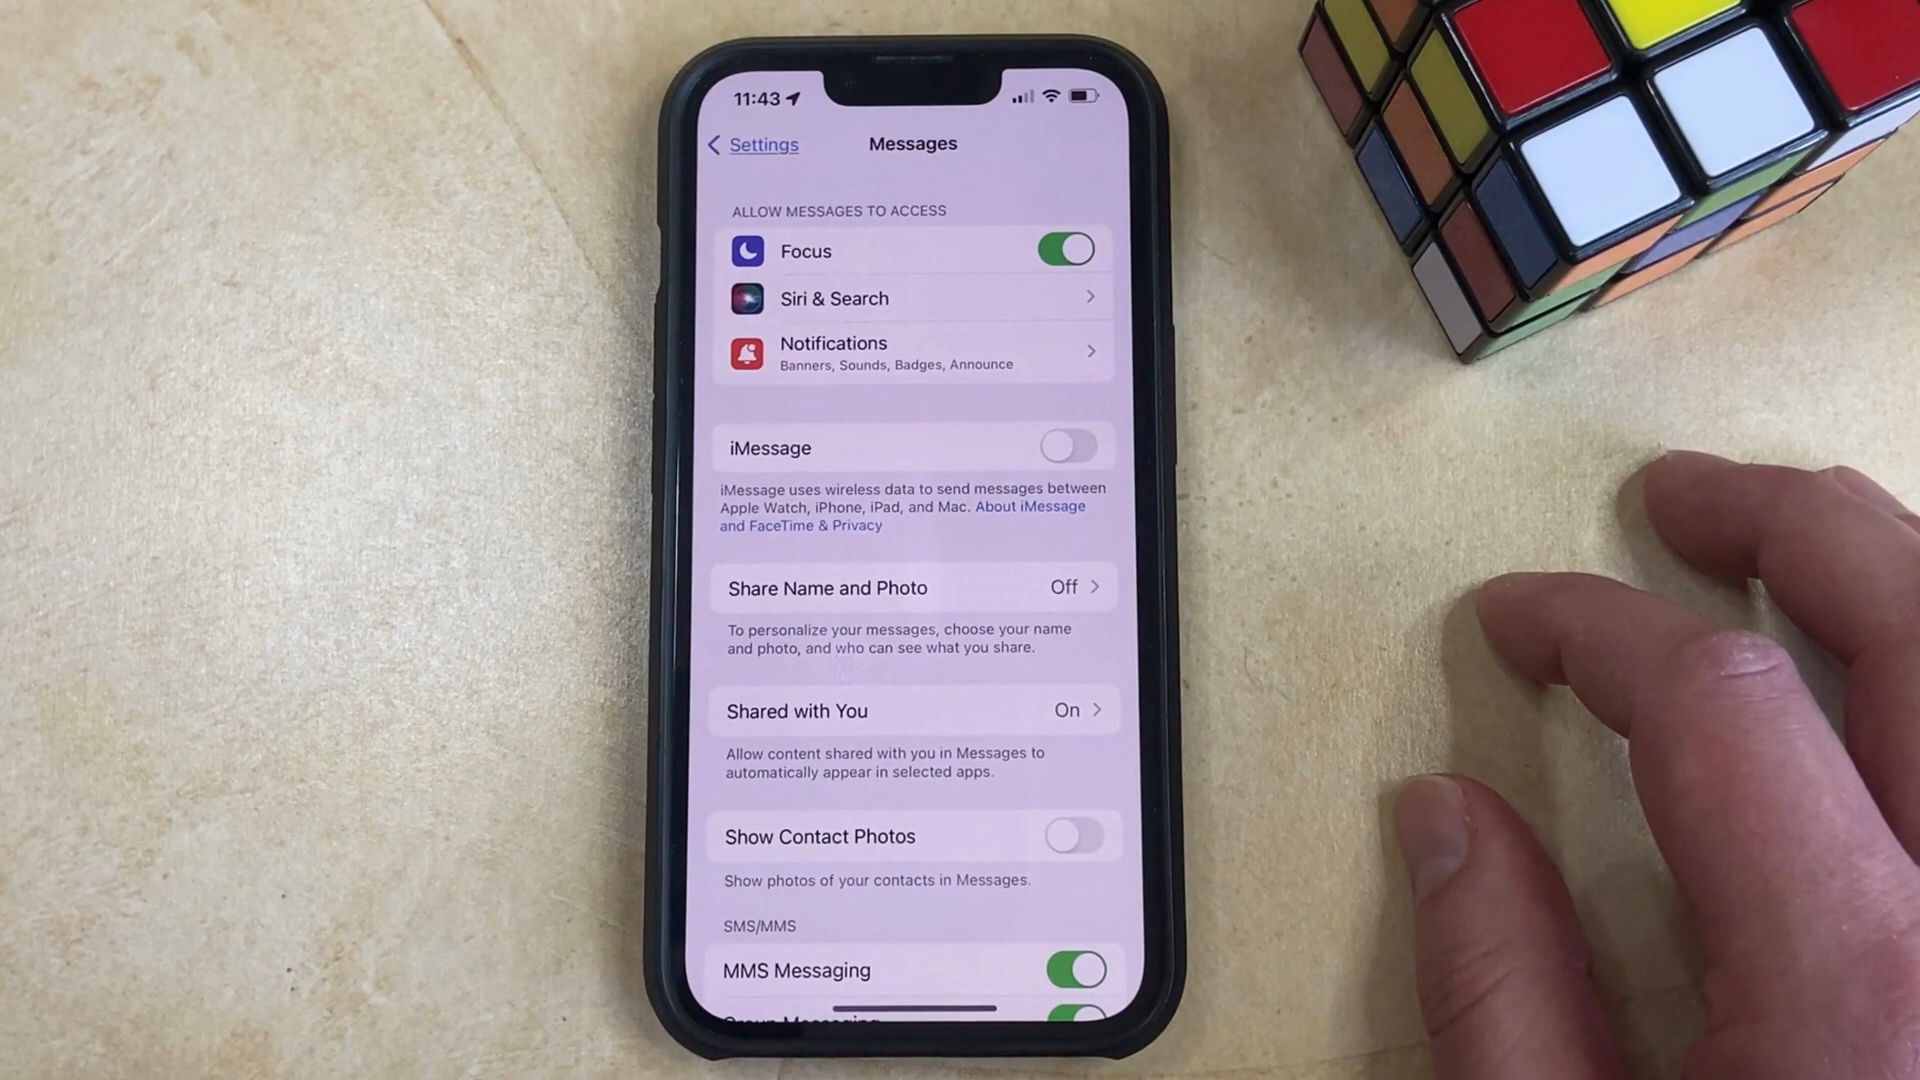 11:43
Settings
Messages
ALLOW MESSAGES TO ACCESS
Focus
Siri & Search
Notifications
Banners, Sounds, Badges, Announce
iMessage
iMessage uses wireless data to send messages between
Apple Watch, iPhone, iPad, and Mac. About iMessage
and FaceTime & Privacy
Share Name and Photo Off
To personalize your messages, choose your name
and photo, and who can see what you share.
Shared with You On
Allow content shared with you in Messages to
automatically appear in selected apps.
Show Contact Photos
Show photos of your contacts in Messages.
SMS/MMS
MMS Messaging
Group Messaging